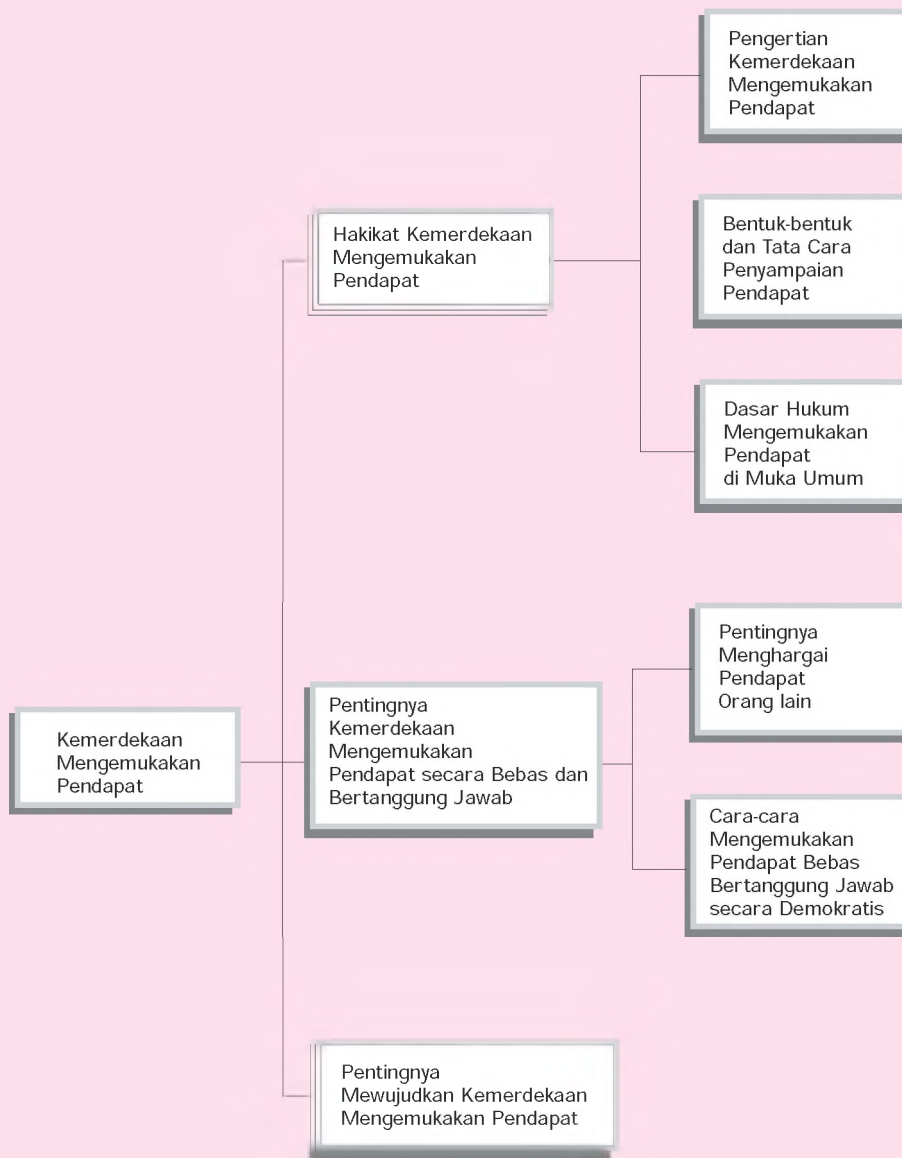 Kemerdekaan
Mengemukakan
Pendapat
Hakikat Kemerdekaan
Mengemukakan
Pendapat
Pengertian
Kemerdekaan
Mengemukakan
Pendapat
Bentuk-bentuk
dan Tata Cara
Penyampaian
Pendapat
Dasar Hukum
Mengemukakan
Pendapat
di Muka Umum
Pentingnya
Kemerdekaan
Mengemukakan
Pendapat secara Bebas dan
Bertanggung Jawab
Pentingnya
Menghargai
Pendapat
Orang lain
Cara-cara
Mengemukakan
Pendapat Bebas
Bertanggung Jawab
secara Demokratis
Pentingnya
Mewujudkan Kemerdekaan
Mengemukakan Pendapat